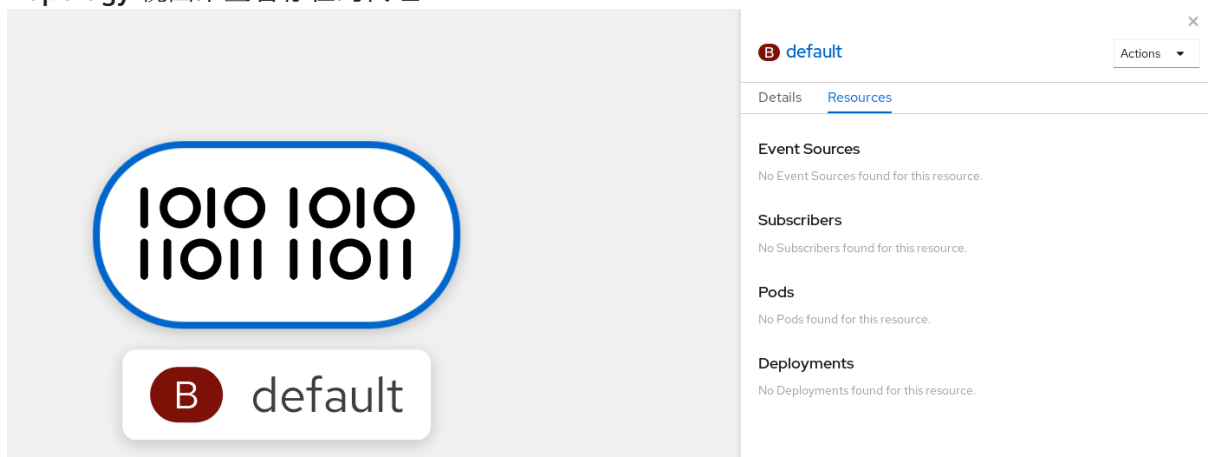 × 
B default
Actions
Details Resources
Event Sources
No Event Sources found for this resource.
Subscribers
No Subscribers found for this resource.
Pods
No Pods found for this resource.
Deployments
No Deployments found for this resource.
1010 1010
11011 11011
B default